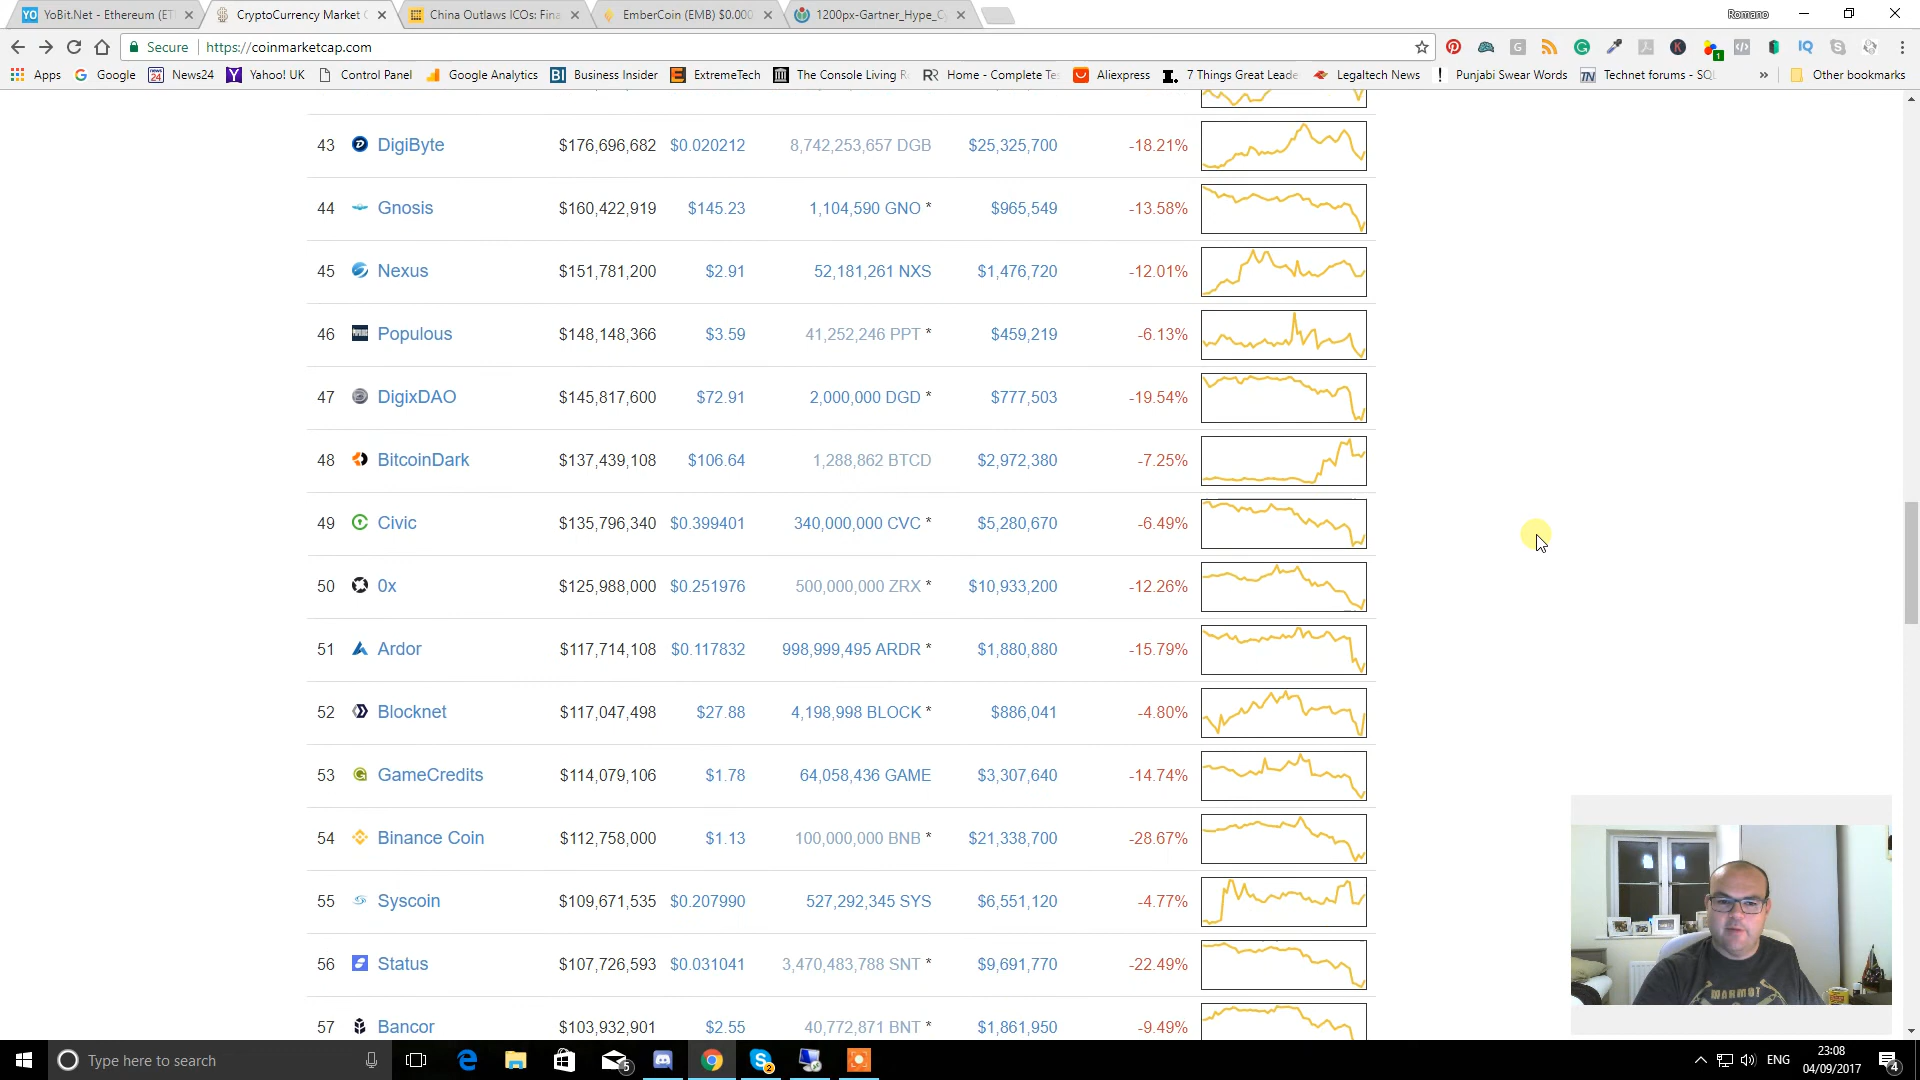 YoBit.Net - Ethereum (ET
CryptoCurrency Market C
China Outlaws ICOs: Fina
EmberCoin (EMB) $0.000
1200px-Gartner_Hype_Cy
Romano
Secure https://coinmarketcap.com
Apps Google News24 Yahoo! UK Control Panel Google Analytics Business Insider ExtremeTech The Console Living R Home - Complete Te Aliexpress 7 Things Great Leade Legaltech News Punjabi Swear Words Technet forums - SQL » Other bookmarks
43 DigiByte $176,696,682 $0.020212 8,742,253,657 DGB $25,325,700 -18.21%
44 Gnosis $160,422,919 $145.23 1,104,590 GNO * $965,549 -13.58%
45 Nexus $151,781,200 $2.91 52,181,261 NXS $1,476,720 -12.01%
46 Populous $148,148,366 $3.59 41,252,246 PPT * $459,219 -6.13%
47 DigixDAO $145,817,600 $72.91 2,000,000 DGD * $777,503 -19.54%
48 BitcoinDark $137,439,108 $106.64 1,288,862 BTCD $2,972,380 -7.25%
49 Civic $135,796,340 $0.399401 340,000,000 CVC * $5,280,670 -6.49%
50 0x $125,988,000 $0.251976 500,000,000 ZRX * $10,933,200 -12.26%
51 Ardor $117,714,108 $0.117832 998,999,495 ARDR * $1,880,880 -15.79%
52 Blocknet $117,047,498 $27.88 4,198,998 BLOCK * $886,041 -4.80%
53 GameCredits $114,079,106 $1.78 64,058,436 GAME $3,307,640 -14.74%
54 Binance Coin $112,758,000 $1.13 100,000,000 BNB * $21,338,700 -28.67%
55 Syscoin $109,671,535 $0.207990 527,292,345 SYS $6,551,120 -4.77%
56 Status $107,726,593 $0.031041 3,470,483,788 SNT * $9,691,770 -22.49%
57 Bancor $103,932,901 $2.55 40,772,871 BNT * $1,861,950 -9.49%
MARMOT
Type here to search
ENG
23:08
04/09/2017